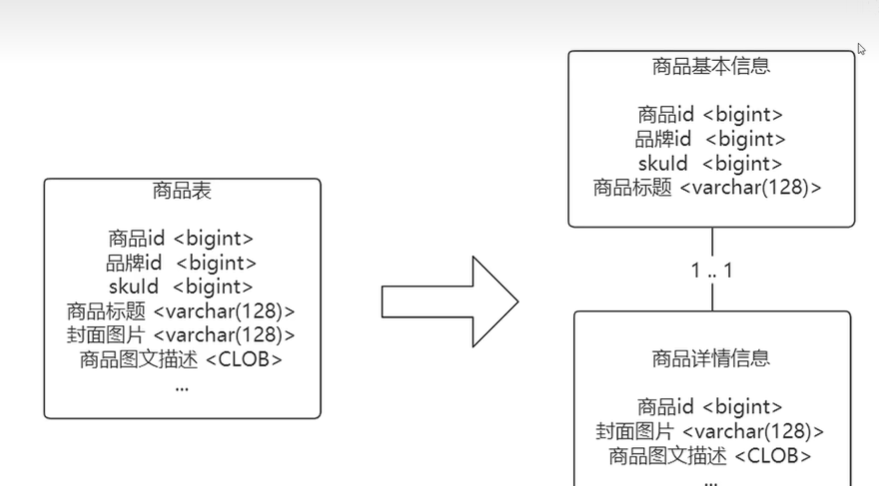 商品表
商品id <bigint>
品牌id <bigint>
skuId <bigint>
商品标题 <varchar(128)>
封面图片 <varchar(128)>
商品图文描述 <CLOB>
...
商品基本信息
商品id <bigint>
品牌id <bigint>
skuId <bigint>
商品标题 <varchar(128)>
1 .. 1
商品详情信息
商品id <bigint>
封面图片 <varchar(128)>
商品图文描述 <CLOB>
...